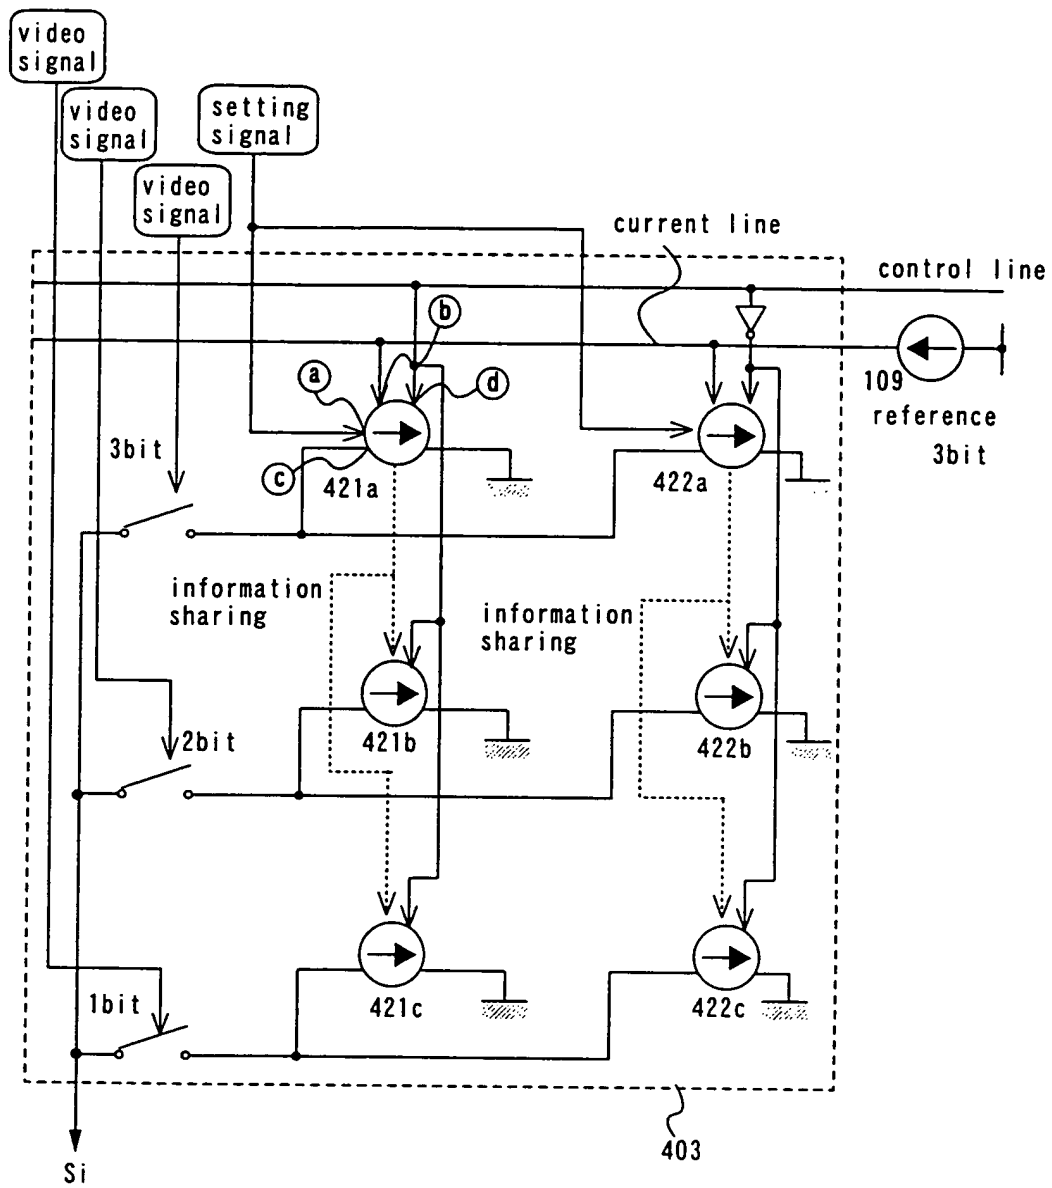 video
signal
video
signal
setting
signal
video
signal
current line
control line
b
a
d
109
reference
3bit
3bit
c
421a
422a
information
sharing
information
sharing
2bit
421b
422b
1bit
421c
422c
403
Si